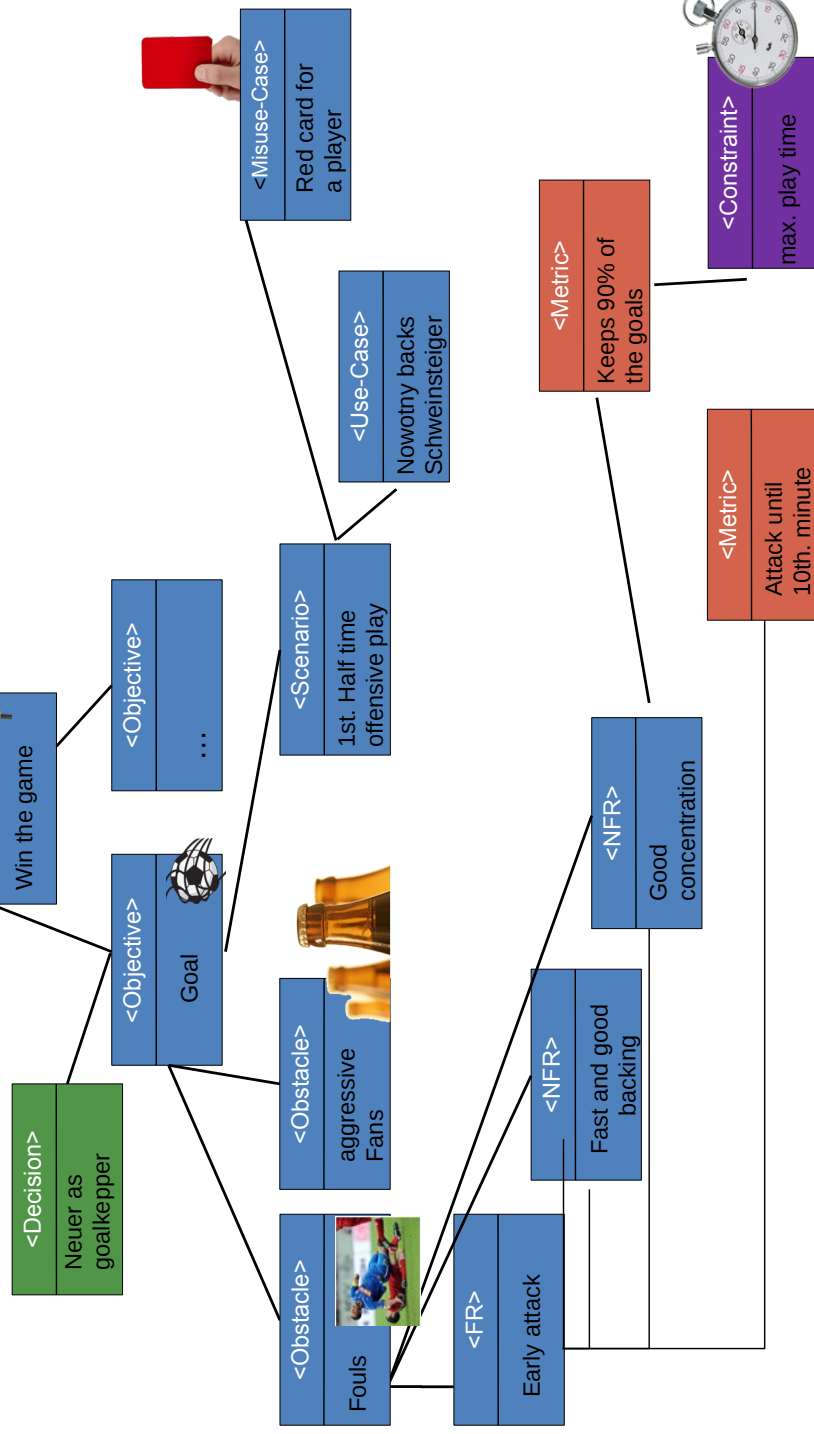 Win the game
<Decision>
Neuer as
goalkepper
<Objective>
Goal
<Objective>
...
<Obstacle>
Fouls
<Obstacle>
aggressive
Fans
<Scenario>
1st. Half time
offensive play
<Use-Case>
Nowotny backs
Schweinsteiger
<Misuse-Case>
Red card for
a player
<FR>
Early attack
<NFR>
Fast and good
backing
<NFR>
Good
concentration
<Metric>
Keeps 90% of
the goals
<Metric>
Attack until
10th. minute
<Constraint>
max. play time